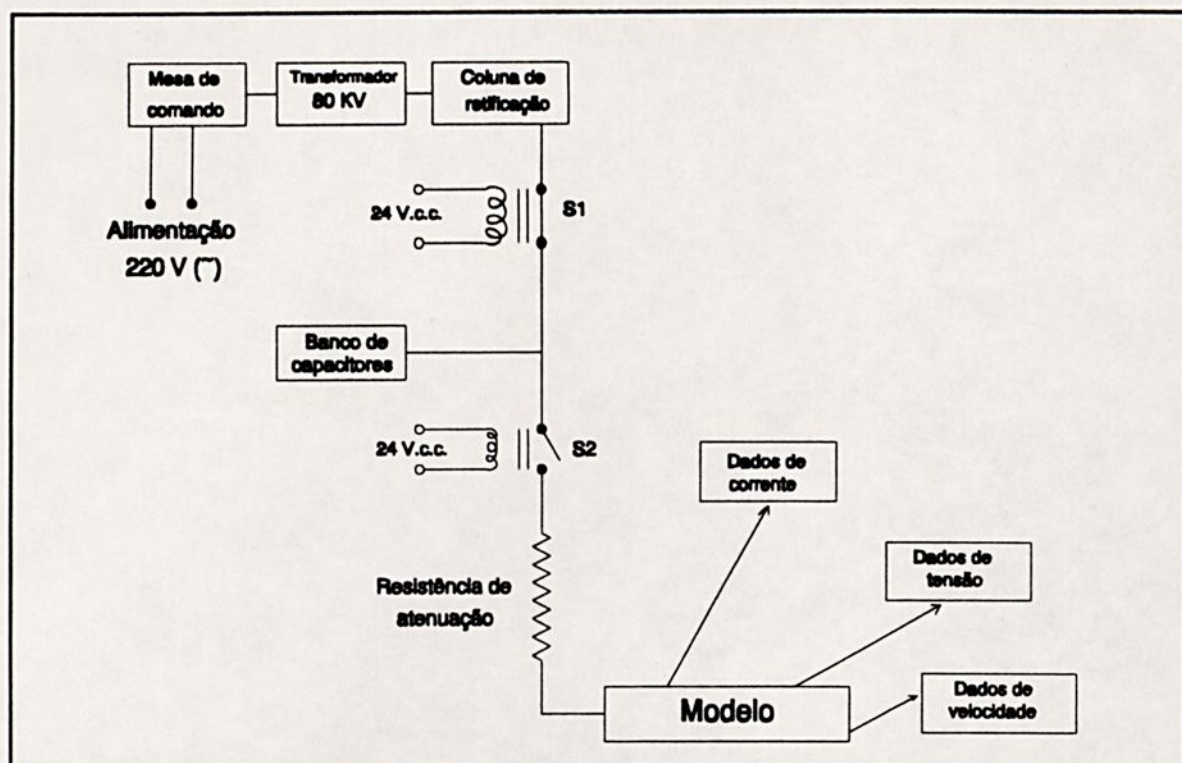 Mesa de
comando
Transformador
80 KV
Coluna de
retificação
24 V.c.c.
S1
Alimentação
220 V (~)
Banco de
capacitores
24 V.c.c.
S2
Dados de
corrente
Dados de
tensão
Resistência de
atenuação
Modelo
Dados de
velocidade